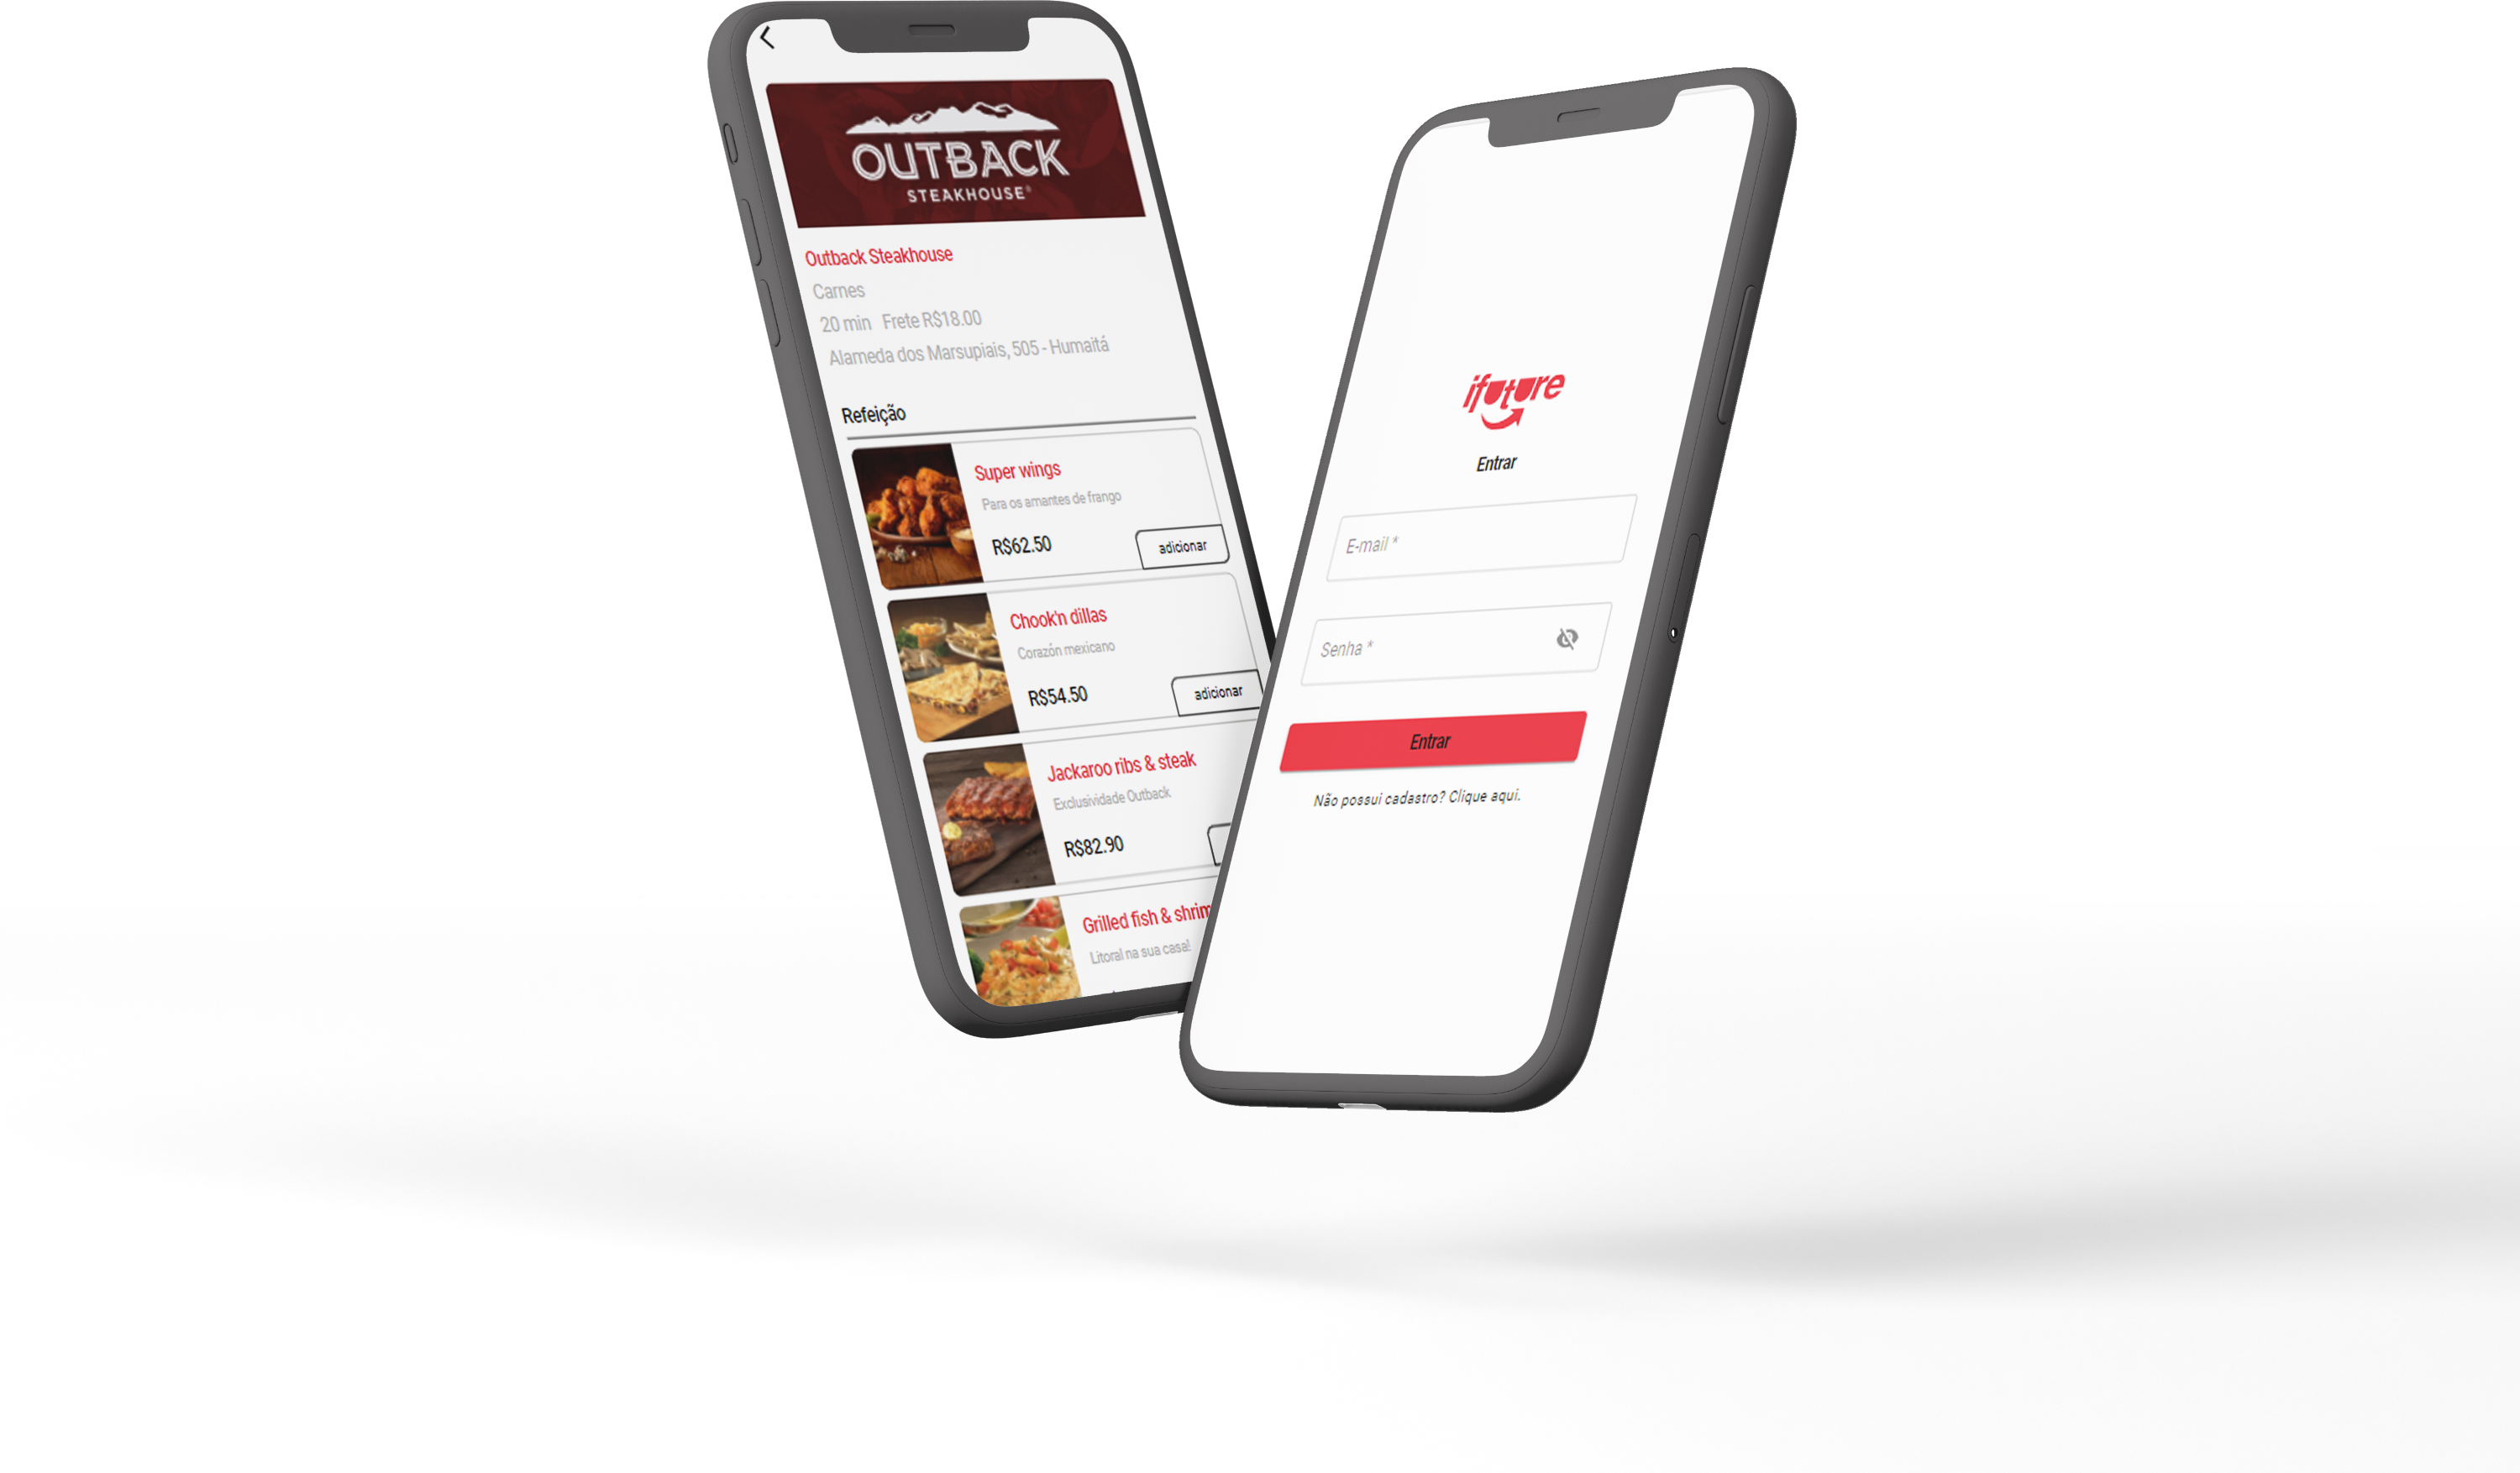 OUTBACK
STEAKHOUSE®
Outback Steakhouse
Carnes
20 min Frete R$18.00
Alameda dos Marsupiais, 505 - Humaitá
Refeição
Super wings
Para os amantes de frango
R$62.50
adicionar
Chook'n dillas
Corazón mexicano
R$54.50
adicionar
Jackaroo ribs & steak
Exclusividade Outback
R$82.90
Grilled fish &
Litoral na sua casa!
ifuture
Entrar
E-mail *
Senha *
Entrar
Não possui cadastro? Clique aqui.